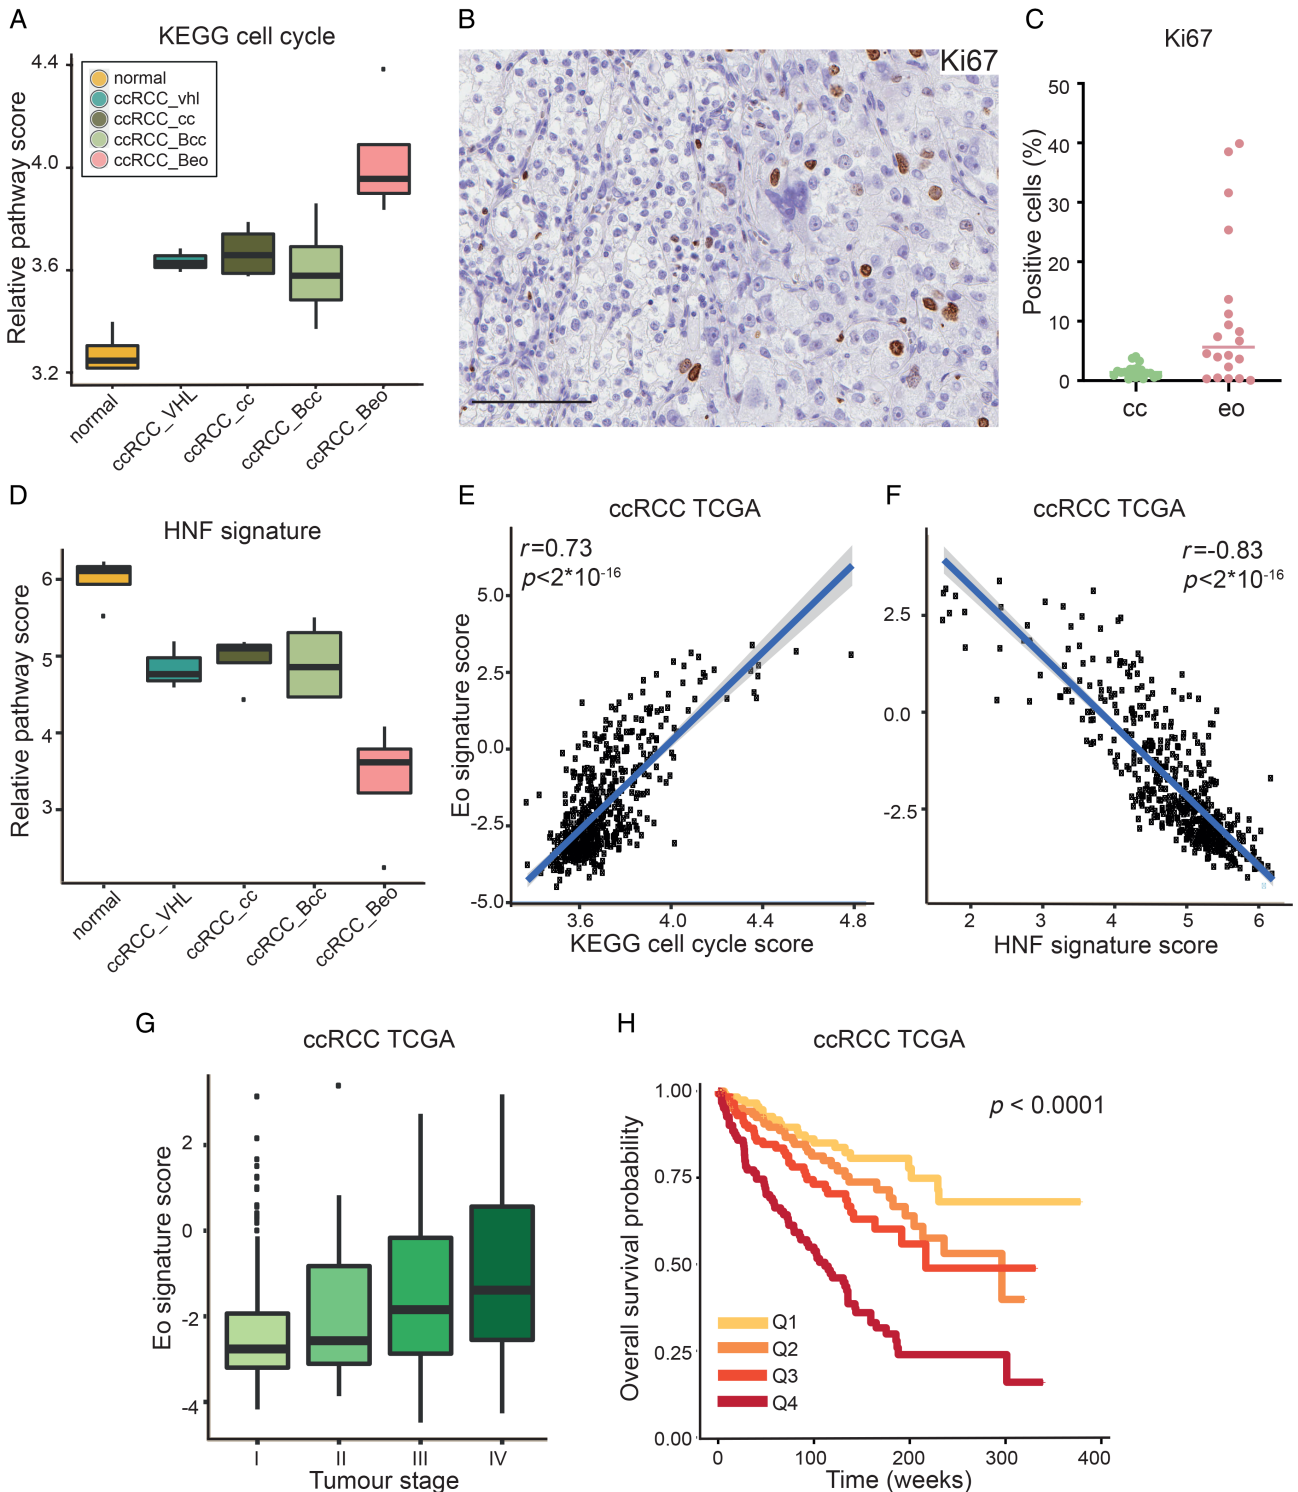 A
KEGG cell cycle
Relative pathway score
4.4
4.0
3.6
3.2
normal
ccRCC_vhl
ccRCC_cc
ccRCC_Bcc
ccRCC_Beo
normal
ccRCC_VHL
ccRCC_cc
ccRCC_Bcc
ccRCC_Beo
B
Ki67
C
Ki67
Positive cells (%)
50
40
30
20
10
0
cc
eo
D
HNF signature
Relative pathway score
6
5
4
3
normal
ccRCC_VHL
ccRCC_cc
ccRCC_Bcc
ccRCC_Beo
E
ccRCC TCGA
r=0.73
p<2*10-16
Eo signature score
5.0
2.5
0.0
-2.5
-5.0
3.6
4.0
4.4
4.8
KEGG cell cycle score
F
ccRCC TCGA
r=-0.83
p<2*10-16
2.5
0.0
-2.5
2
3
4
5
6
HNF signature score
G
ccRCC TCGA
Eo signature score
2
0
-2
-4
I
II
III
IV
Tumour stage
H
ccRCC TCGA
p < 0.0001
Overall survival probability
1.00
0.75
0.50
0.25
0.00
Q1
Q2
Q3
Q4
0
100
200
300
400
Time (weeks)